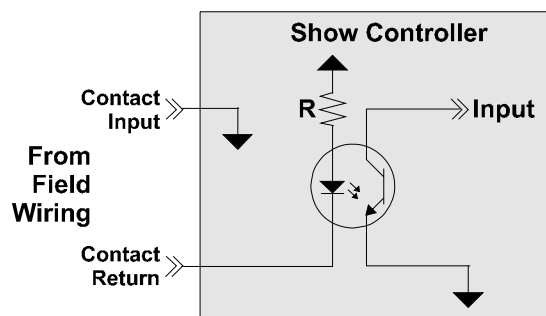 Show Controller
Contact
Input
R
Input
From
Field
Wiring
Contact
Return